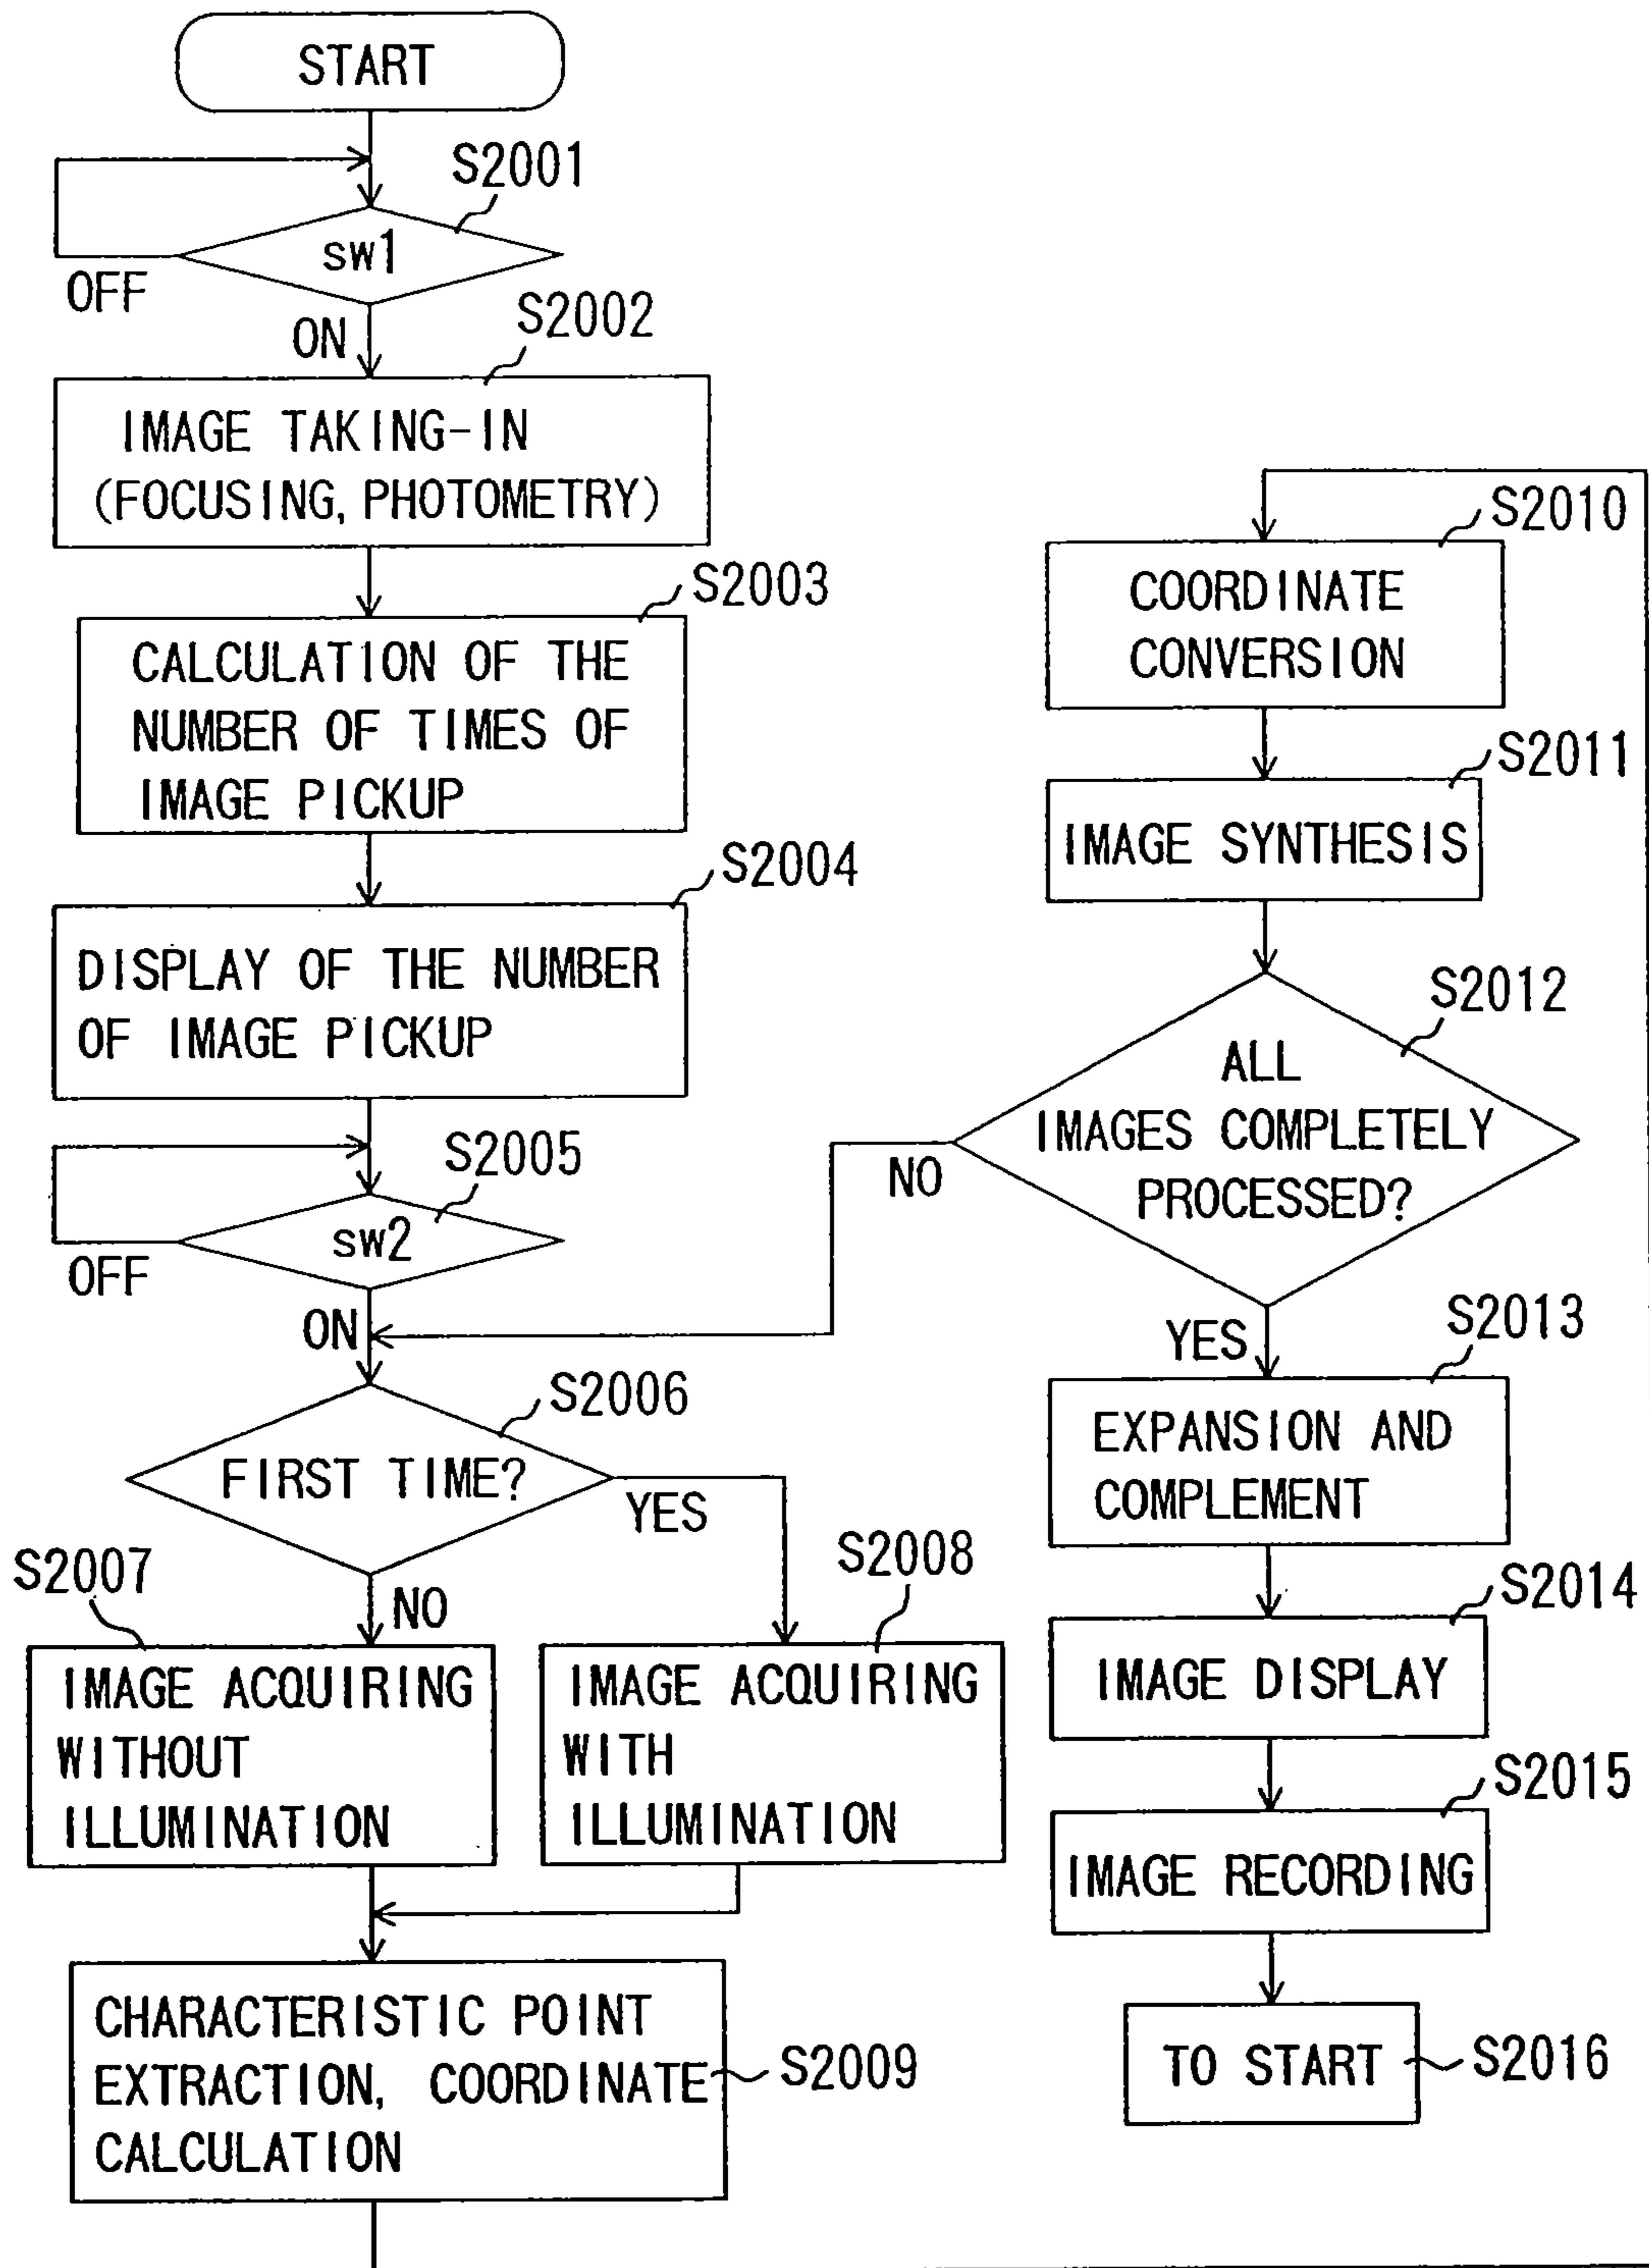 START
S2001
sw1
OFF
ON
S2002
IMAGE TAKING-IN
(FOCUSING, PHOTOMETRY)
S2003
CALCULATION OF THE
NUMBER OF TIMES OF
IMAGE PICKUP
S2004
DISPLAY OF THE NUMBER
OF IMAGE PICKUP
S2005
sw2
OFF
ON
S2006
FIRST TIME?
YES
NO
S2007
IMAGE ACQUIRING
WITHOUT
ILLUMINATION
S2008
IMAGE ACQUIRING
WITH
ILLUMINATION
CHARACTERISTIC POINT
EXTRACTION, COORDINATE
CALCULATION
S2009
S2010
COORDINATE
CONVERSION
S2011
IMAGE SYNTHESIS
S2012
ALL
IMAGES COMPLETELY
PROCESSED?
NO
YES
S2013
EXPANSION AND
COMPLEMENT
S2014
IMAGE DISPLAY
S2015
IMAGE RECORDING
TO START
S2016